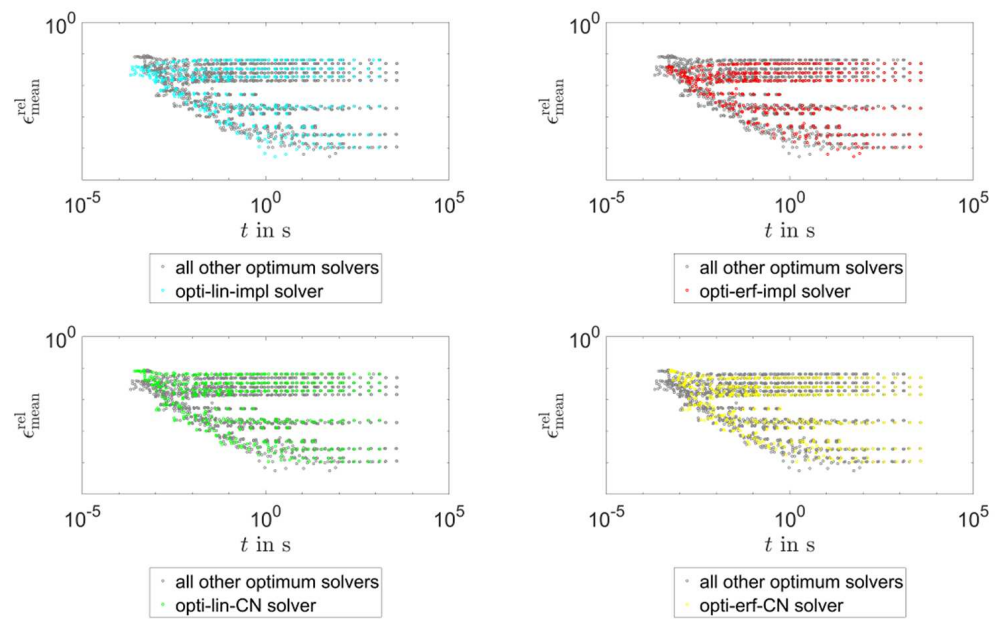 10^0
ϵ^rel_mean
10^-5 10^0 10^5
t in s
all other optimum solvers
opti-lin-impl solver
10^0
ϵ^rel_mean
10^-5 10^0 10^5
t in s
all other optimum solvers
opti-erf-impl solver
10^0
ϵ^rel_mean
10^-5 10^0 10^5
t in s
all other optimum solvers
opti-lin-CN solver
10^0
ϵ^rel_mean
10^-5 10^0 10^5
t in s
all other optimum solvers
opti-erf-CN solver